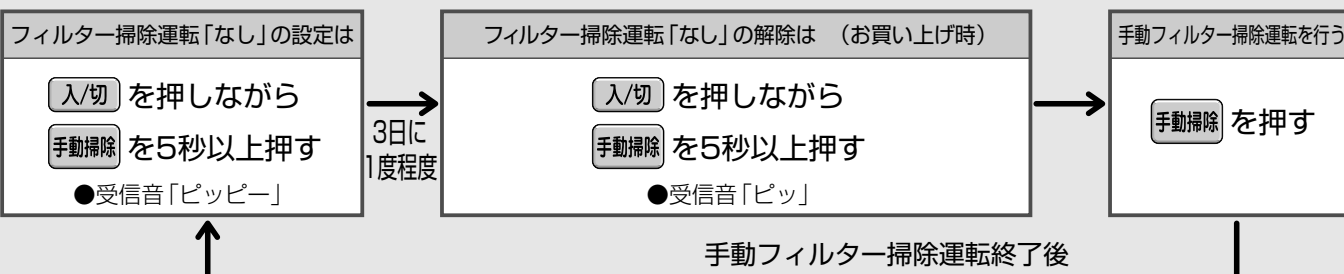 フィルター掃除運転「なし」の設定は
入/切 を押しながら
手動掃除 を5秒以上押す
●受信音「ピッピー」
3日に
1度程度
フィルター掃除運転「なし」の解除は （お買い上げ時）
入/切 を押しながら
手動掃除 を5秒以上押す
●受信音「ピッ」
手動フィルター掃除運転を行う
手動掃除 を押す
手動フィルター掃除運転終了後